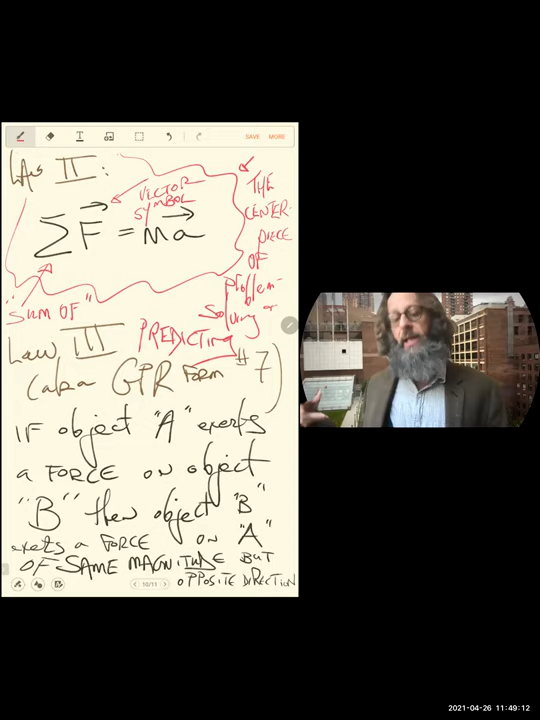 SAVE MORE
LAW II:
VECTOR
SYMBOL
∑F = ma
THE
CENTER-
PIECE
OF
problem-
solving +
PREDICTING
"SUM OF"
Law III
(aka GPR FORM #7)
IF object "A" exerts
a FORCE ON object
"B" then object "B"
exerts a FORCE ON "A"
OF SAME MAGNITUDE BUT
OPPOSITE DIRECTION
10/11
2021-04-26 11:49:12